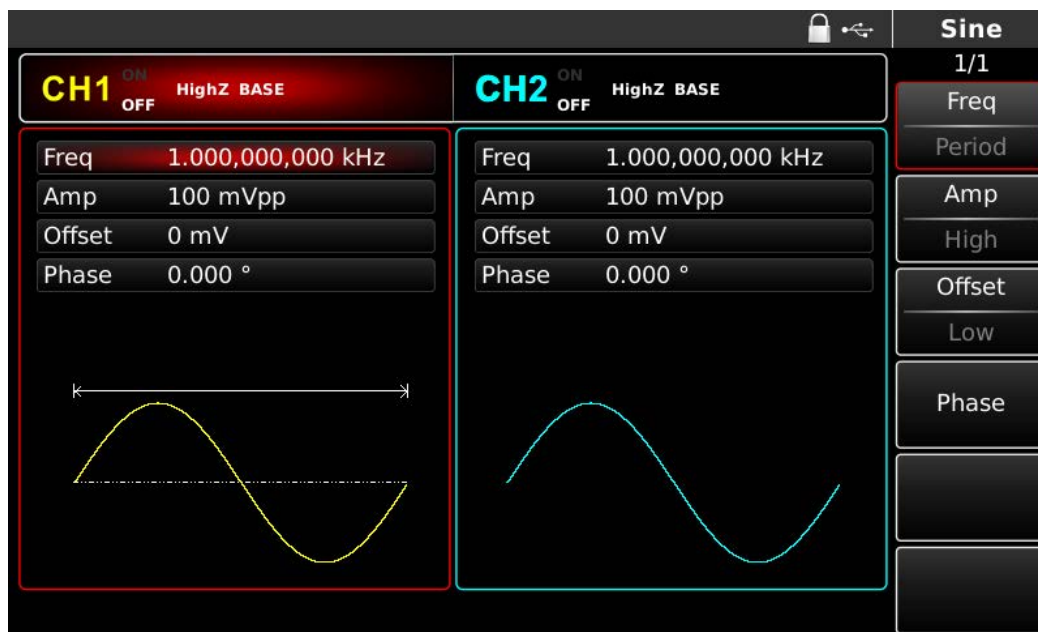 Sine
1/1
CH1 ON OFF HighZ BASE
CH2 ON OFF HighZ BASE
Freq 1.000,000,000 kHz
Amp 100 mVpp
Offset 0 mV
Phase 0.000 °
Freq 1.000,000,000 kHz
Amp 100 mVpp
Offset 0 mV
Phase 0.000 °
Freq
Period
Amp
High
Offset
Low
Phase